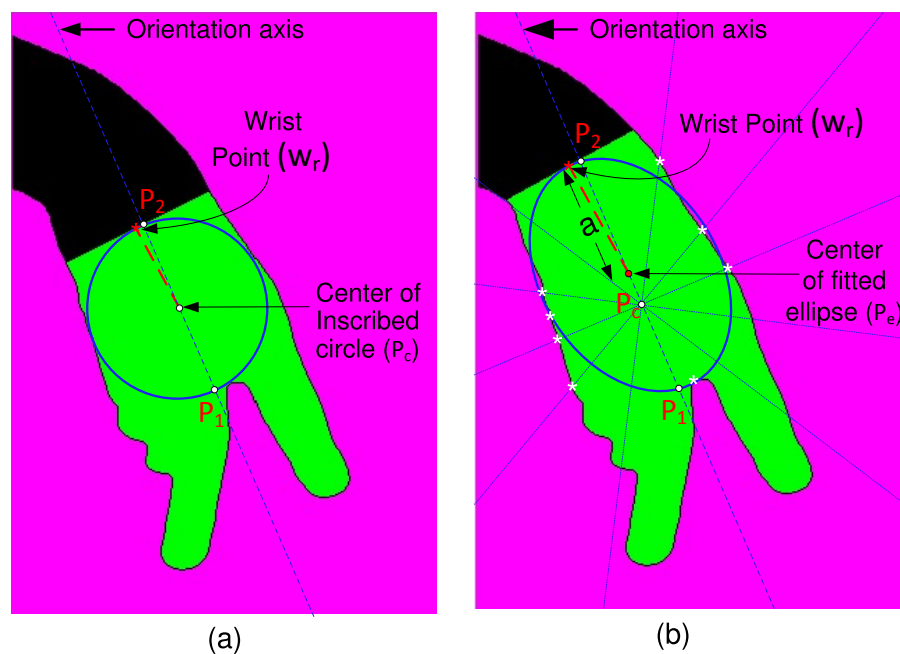 Orientation axis
Wrist
Point (wr)
P2
Center of
Inscribed
circle (Pc)
P1
(a)
Orientation axis
P2
Wrist Point (wr)
a
Center
of fitted
ellipse (Pe)
Pc
P1
(b)